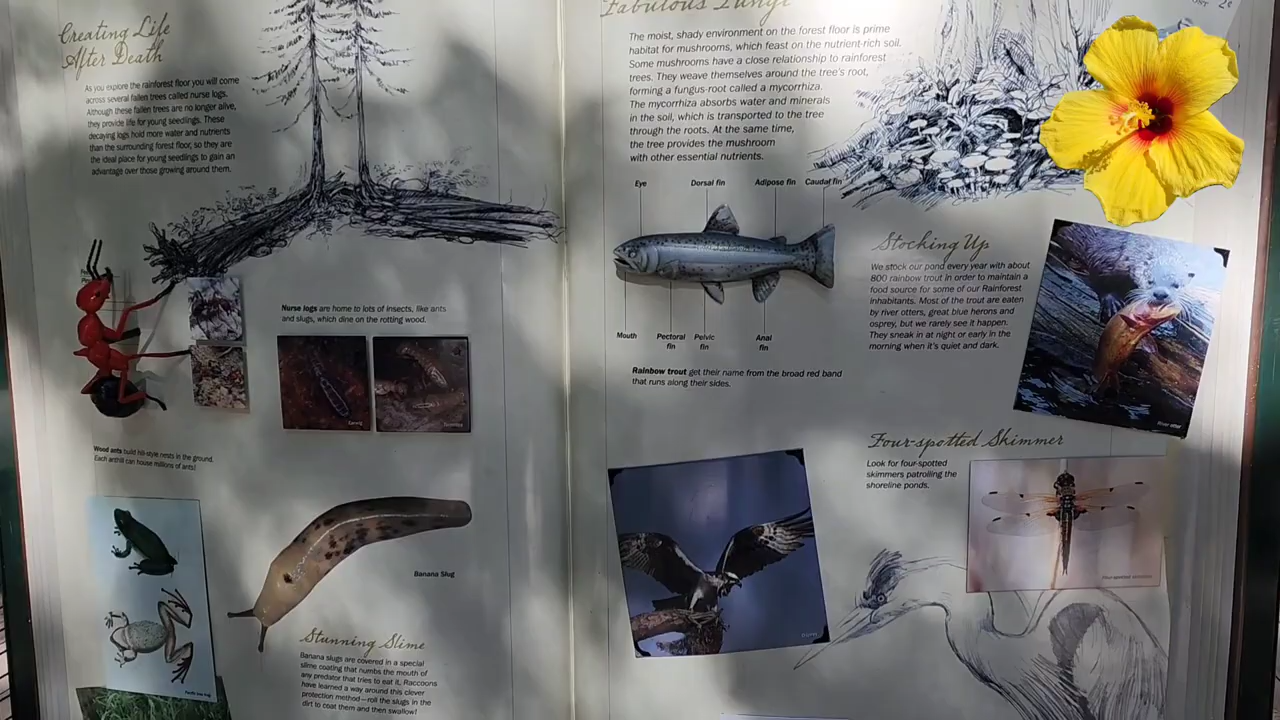 Creating Life
After Death
As you explore the rainforest floor you will come
across several fallen trees called nurse logs.
Although these fallen trees are no longer alive,
they provide life for young seedlings. These
decaying logs hold more water and nutrients
than the surrounding forest floor, so they are
the ideal place for young seedlings to gain an
advantage over those growing around them.
Nurse logs are home to lots of insects, like ants
and slugs, which dine on the rotting wood.
Earwig
Wood ants build hill-style nests in the ground.
Each anthill can house millions of ants!
Pacific tree frog
Banana Slug
Stunning Slime
Banana slugs are covered in a special
slime coating that numbs the mouth of
any predator that tries to eat it. Raccoons
have learned a way around this clever
protection method—roll the slugs in the
dirt to coat them and then swallow!
Fabulous Fungi
The moist, shady environment on the forest floor is prime
habitat for mushrooms, which feast on the nutrient-rich soil.
Some mushrooms have a close relationship to rainforest
trees. They weave themselves around the tree's root,
forming a fungus-root called a mycorrhiza.
The mycorrhiza absorbs water and minerals
in the soil, which is transported to the tree
through the roots. At the same time,
the tree provides the mushroom
with other essential nutrients.
Eye
Dorsal fin
Adipose fin
Caudal fin
Mouth
Pectoral
fin
Pelvic
fin
Anal
fin
Rainbow trout get their name from the broad red band
that runs along their sides.
Stocking Up
We stock our pond every year with about
800 rainbow trout in order to maintain a
food source for some of our Rainforest
inhabitants. Most of the trout are eaten
by river otters, great blue herons and
osprey, but we rarely see it happen.
They sneak in at night or early in the
morning when it's quiet and dark.
River otter
Four-spotted Skimmer
Look for four-spotted
skimmers patrolling the
shoreline ponds.
Four-spotted skimmer
Osprey